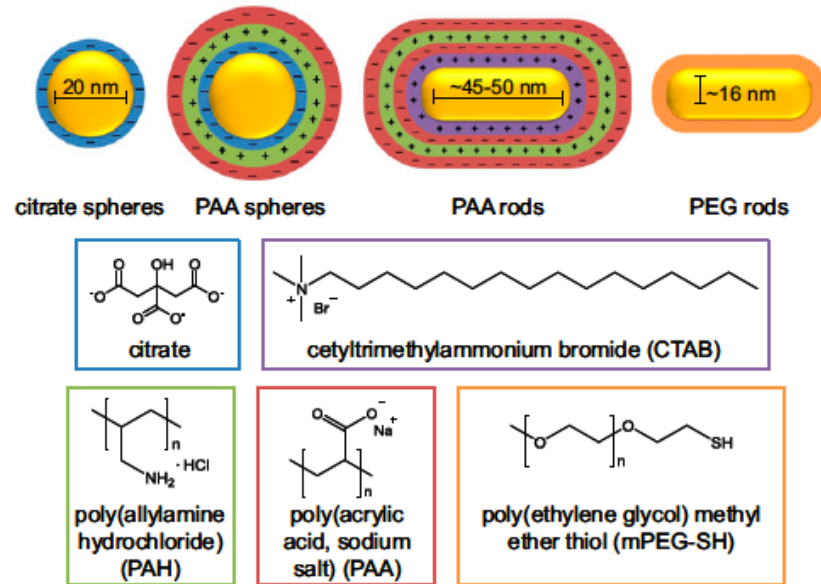 20 nm
~45-50 nm
~16 nm
citrate spheres
PAA spheres
PAA rods
PEG rods
O OH O
-O O-
O O•
citrate
N
+
Br–
cetyltrimethylammonium bromide (CTAB)
n
NH2 · HCl
poly(allylamine
hydrochloride)
(PAH)
O O–
Na+
n
poly(acrylic
acid, sodium
salt) (PAA)
O O SH
n
poly(ethylene glycol) methyl
ether thiol (mPEG-SH)